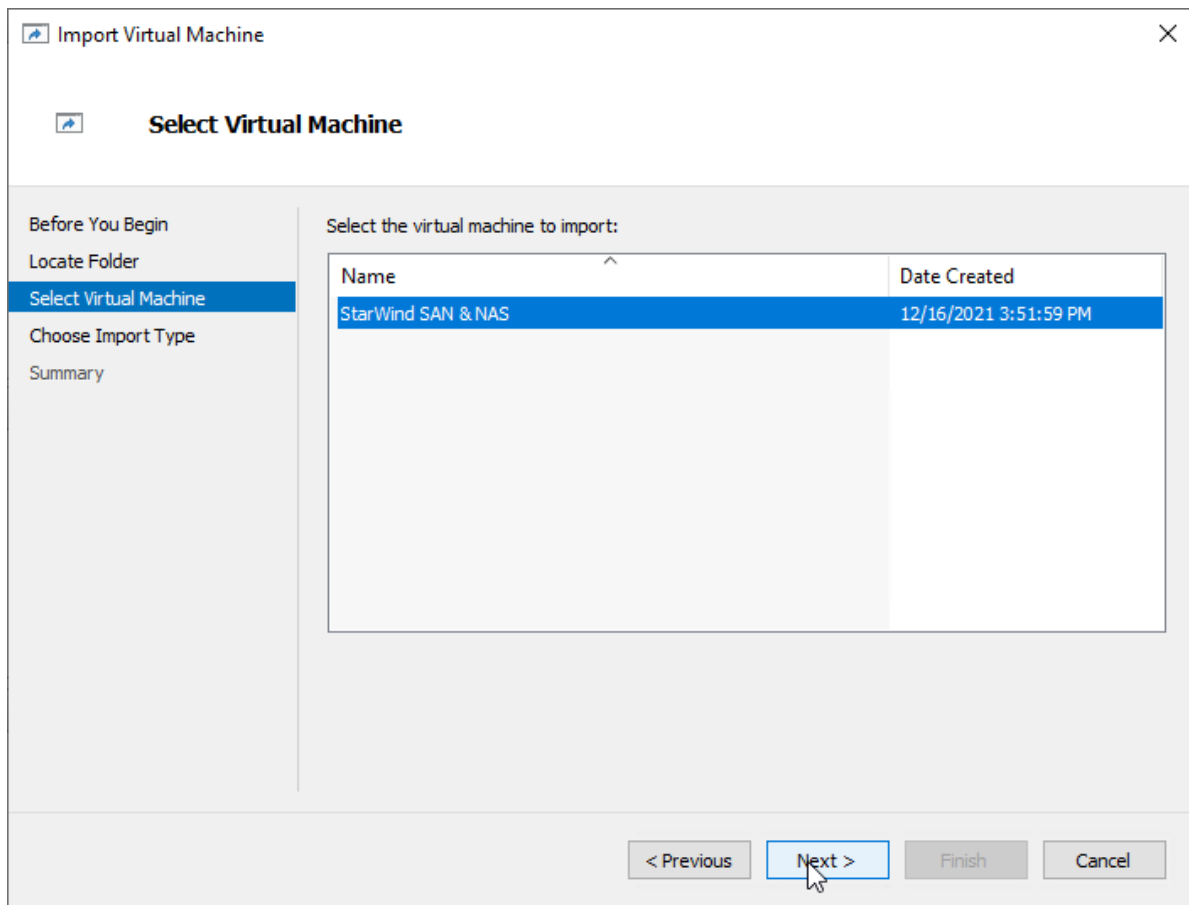 Import Virtual Machine
Select Virtual Machine
Before You Begin
Locate Folder
Select Virtual Machine
Choose Import Type
Summary
Select the virtual machine to import:
Name Date Created
StarWind SAN & NAS 12/16/2021 3:51:59 PM
< Previous Next > Finish Cancel